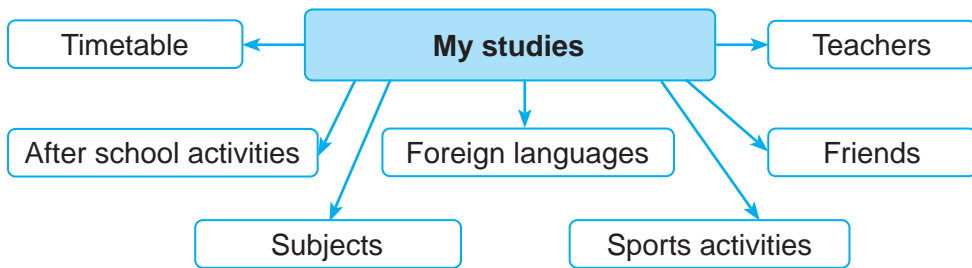 Timetable
My studies
Teachers
After school activities
Foreign languages
Friends
Subjects
Sports activities